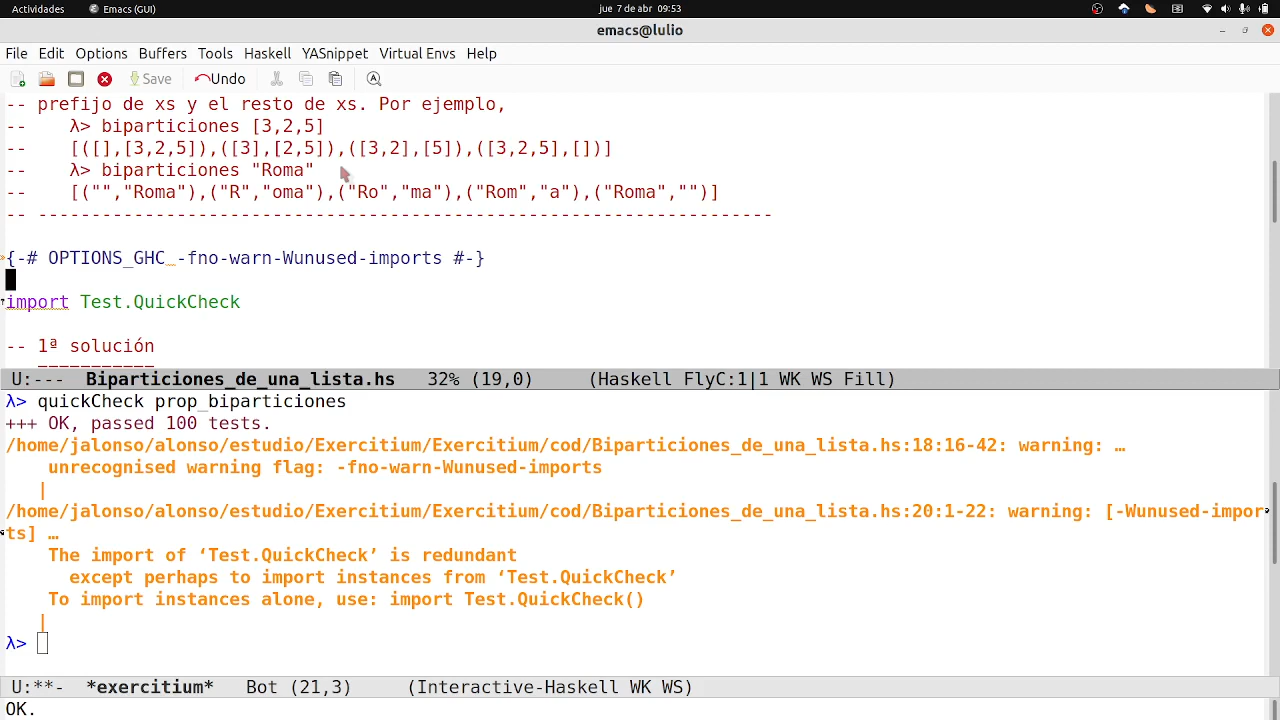 Actividades Emacs (GUI) jue 7 de abr 09:53
emacs@lulio
File Edit Options Buffers Tools Haskell YASnippet Virtual Envs Help
Save Undo
-- prefijo de xs y el resto de xs. Por ejemplo,
--    λ> biparticiones [3,2,5]
--    [([],[3,2,5]),([3],[2,5]),([3,2],[5]),([3,2,5],[])]
--    λ> biparticiones "Roma"
--    [("","Roma"),("R","oma"),("Ro","ma"),("Rom","a"),("Roma","")]
-- ---------------------------------------------------------------------
{-# OPTIONS_GHC -fno-warn-Wunused-imports #-}
import Test.QuickCheck
-- 1ª solución
   ===========
U:---  Biparticiones_de_una_lista.hs   32% (19,0)     (Haskell FlyC:1|1 WK WS Fill)
λ> quickCheck prop_biparticiones
+++ OK, passed 100 tests.
/home/jalonso/alonso/estudio/Exercitium/Exercitium/cod/Biparticiones_de_una_lista.hs:18:16-42: warning: …
    unrecognised warning flag: -fno-warn-Wunused-imports
   |
/home/jalonso/alonso/estudio/Exercitium/Exercitium/cod/Biparticiones_de_una_lista.hs:20:1-22: warning: [-Wunused-impor
ts] …
    The import of ‘Test.QuickCheck’ is redundant
      except perhaps to import instances from ‘Test.QuickCheck’
    To import instances alone, use: import Test.QuickCheck()
   |
λ>
U:**-  *exercitium*   Bot (21,3)     (Interactive-Haskell WK WS)
OK.